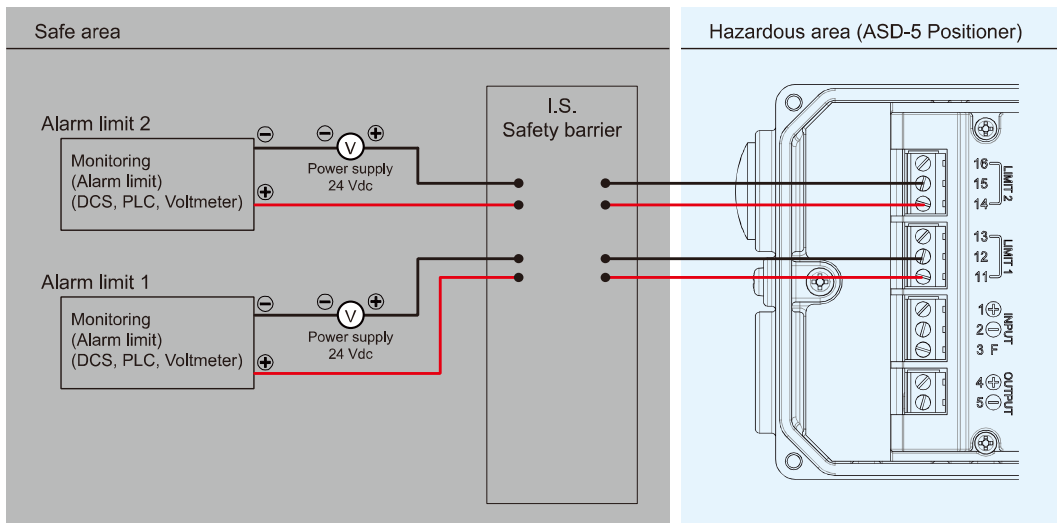 Safe area
Hazardous area (ASD-5 Positioner)
I.S.
Safety barrier
Alarm limit 2
Monitoring
(Alarm limit)
(DCS, PLC, Voltmeter)
⊖
⊕
⊖ V ⊕
Power supply
24 Vdc
Alarm limit 1
Monitoring
(Alarm limit)
(DCS, PLC, Voltmeter)
⊖
⊕
⊖ V ⊕
Power supply
24 Vdc
16
15
14
LIMIT 2
13
12
11
LIMIT 1
1 ⊕
2 ⊖
3 F
INPUT
4 ⊕
5 ⊖
OUTPUT